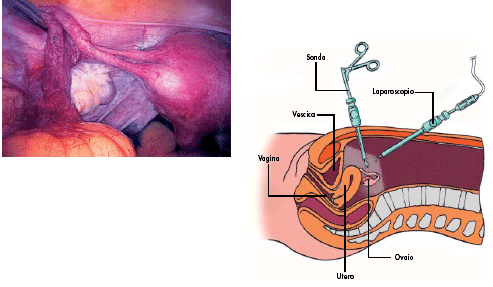 Sonda
Laparoscopio
Vescica
Vagina
Ovaio
Utero